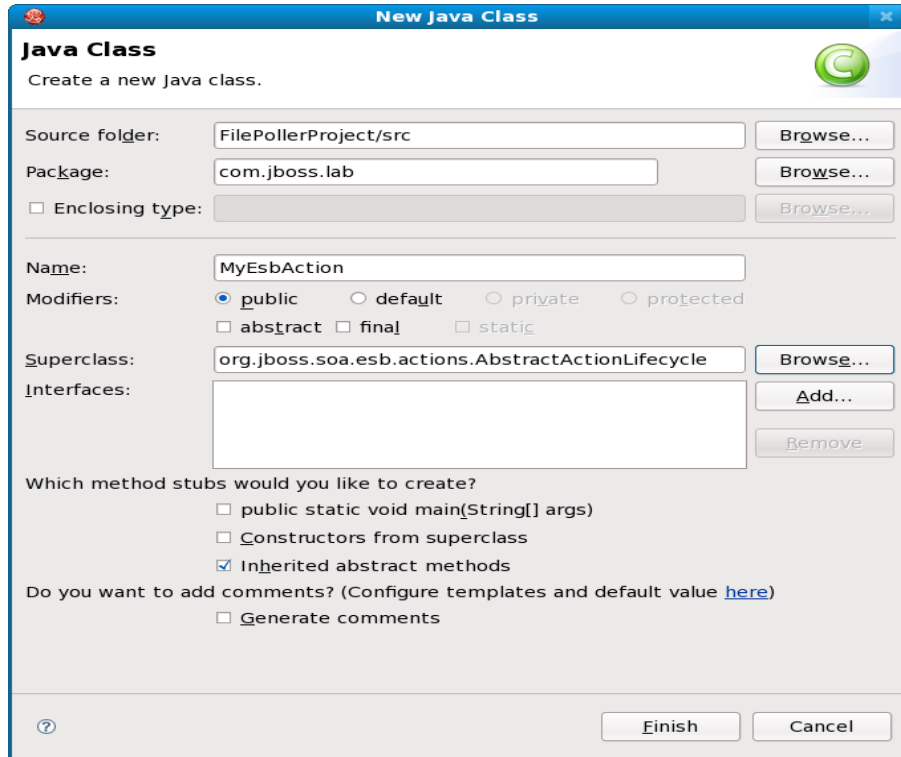 New Java Class
Java Class
Create a new Java class.
C
Source folder: FilePollerProject/src Browse...
Package: com.jboss.lab Browse...
Enclosing type: Browse...
Name: MyEsbAction
Modifiers: public default private protected
abstract final static
Superclass: org.jboss.soa.esb.actions.AbstractActionLifecycle Browse...
Interfaces: Add...
Remove
Which method stubs would you like to create?
public static void main(String[] args)
Constructors from superclass
Inherited abstract methods
Do you want to add comments? (Configure templates and default value here)
Generate comments
? Finish Cancel